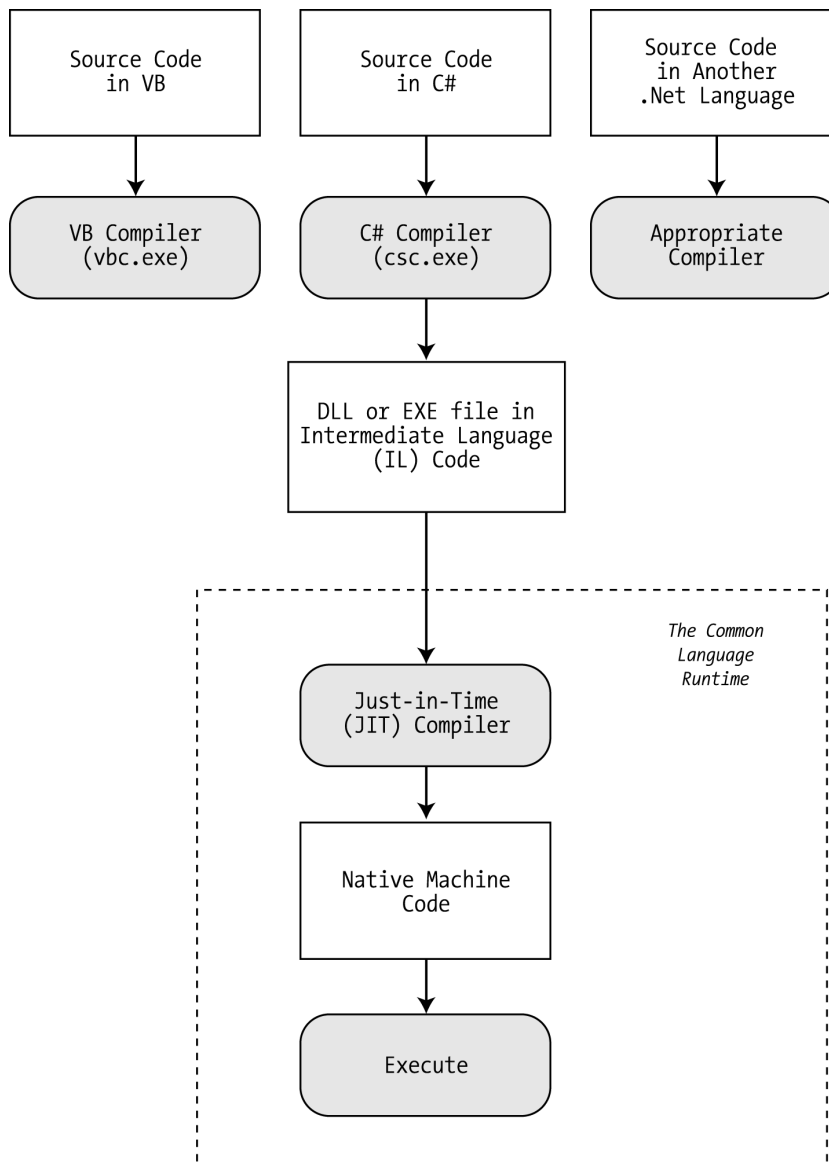 Source Code
in VB
Source Code
in C#
Source Code
in Another
.Net Language
VB Compiler
(vbc.exe)
C# Compiler
(csc.exe)
Appropriate
Compiler
DLL or EXE file in
Intermediate Language
(IL) Code
The Common
Language
Runtime
Just-in-Time
(JIT) Compiler
Native Machine
Code
Execute